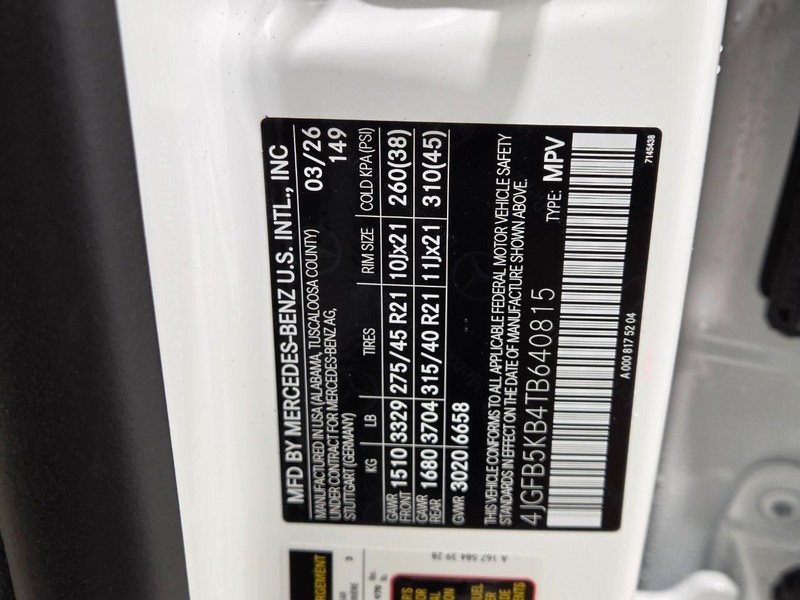 MFD BY MERCEDES-BENZ U.S. INTL., INC
MANUFACTURED IN USA (ALABAMA, TUSCALOOSA COUNTY)
UNDER CONTRACT FOR MERCEDES-BENZ AG,
STUTTGART (GERMANY)
03/26
149
KG LB TIRES RIM SIZE COLD KPA (PSI)
GAWR FRONT 1510 3329 275/45 R21 10Jx21 260(38)
GAWR REAR 1680 3704 315/40 R21 11Jx21 310(45)
GVWR 3020 6658
THIS VEHICLE CONFORMS TO ALL APPLICABLE FEDERAL MOTOR VEHICLE SAFETY
STANDARDS IN EFFECT ON THE DATE OF MANUFACTURE SHOWN ABOVE.
4JGFB5KB4TB640815 TYPE: MPV
A 000 817 52 04
7145438
A 167 584 39 28